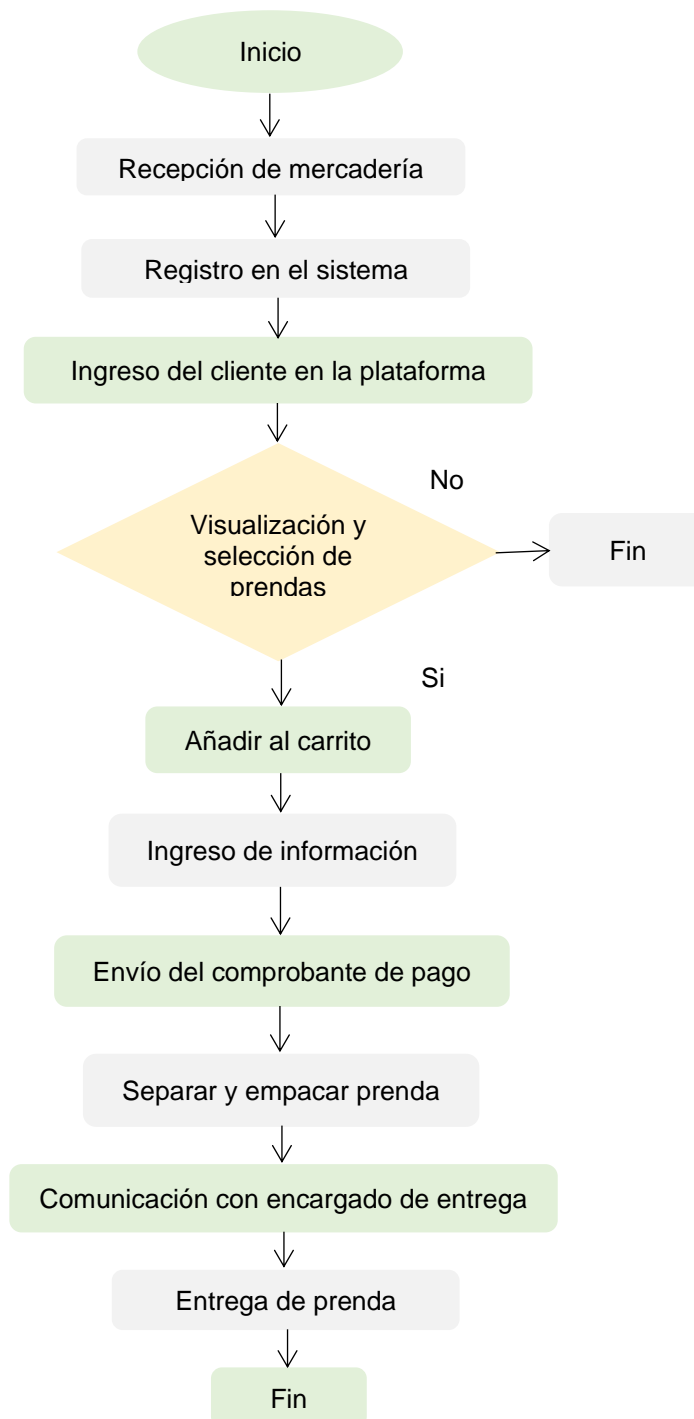 Inicio
Recepción de mercadería
Registro en el sistema
Ingreso del cliente en la plataforma
No
Visualización y
selección de
prendas
Fin
Si
Añadir al carrito
Ingreso de información
Envío del comprobante de pago
Separar y empacar prenda
Comunicación con encargado de entrega
Entrega de prenda
Fin